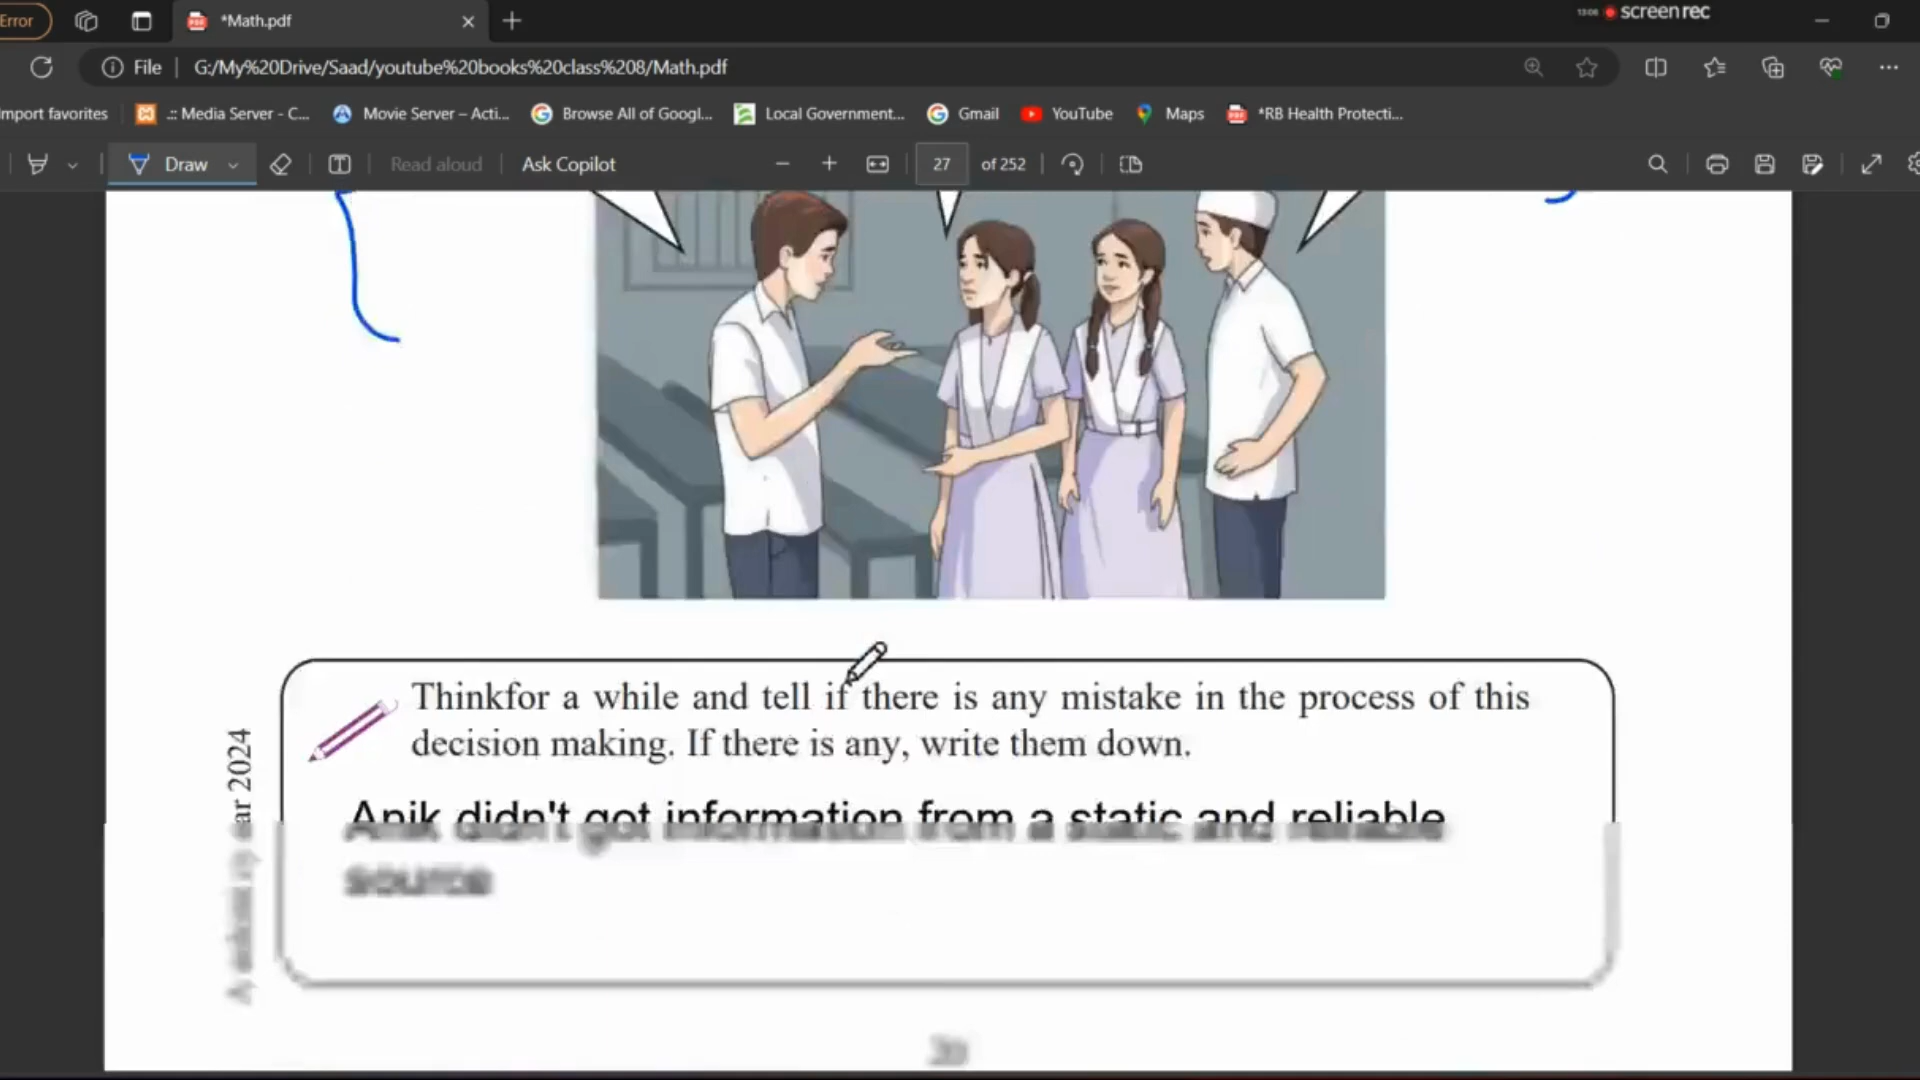 Error
*Math.pdf
13:06 screenrec
File G:/My%20Drive/Saad/youtube%20books%20class%208/Math.pdf
mport favorites .:: Media Server - C... Movie Server – Acti... Browse All of Googl... Local Government... Gmail YouTube Maps *RB Health Protecti...
Draw Read aloud Ask Copilot 27 of 252
Thinkfor a while and tell if there is any mistake in the process of this
decision making. If there is any, write them down.
Anik didn't got information from a static and reliable
source
ar 2024